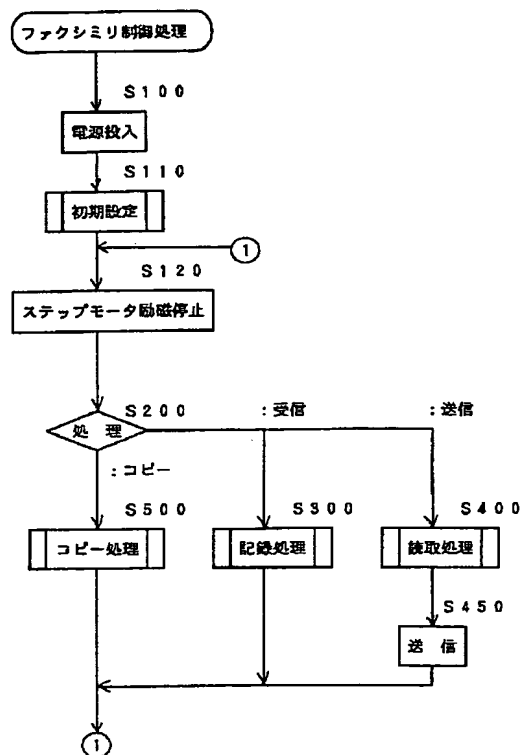 ファクシミリ制御処理
S100
電源投入
S110
初期設定
1
S120
ステップモータ励磁停止
S200
:受信
:送信
処 理
:コピー
S500
S300
S400
コピー処理
記録処理
読取処理
S450
送 信
1